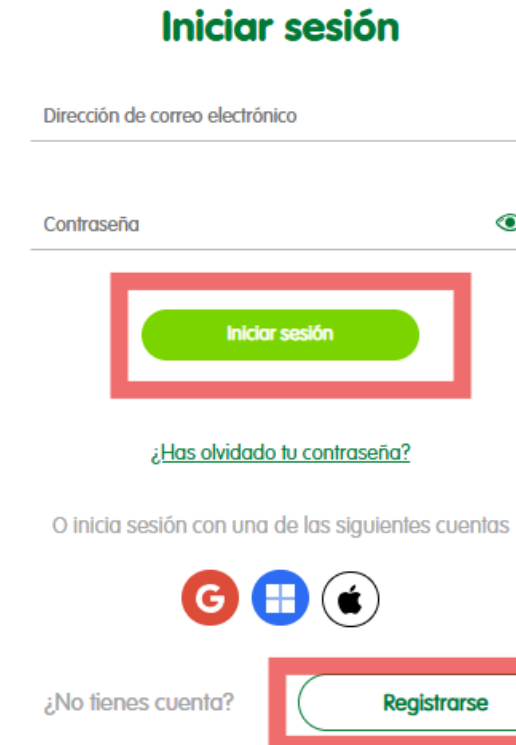 Iniciar sesión
Dirección de correo electrónico
Contraseña
Iniciar sesión
¿Has olvidado tu contraseña?
O inicia sesión con una de las siguientes cuentas
G
¿No tienes cuenta?
Registrarse